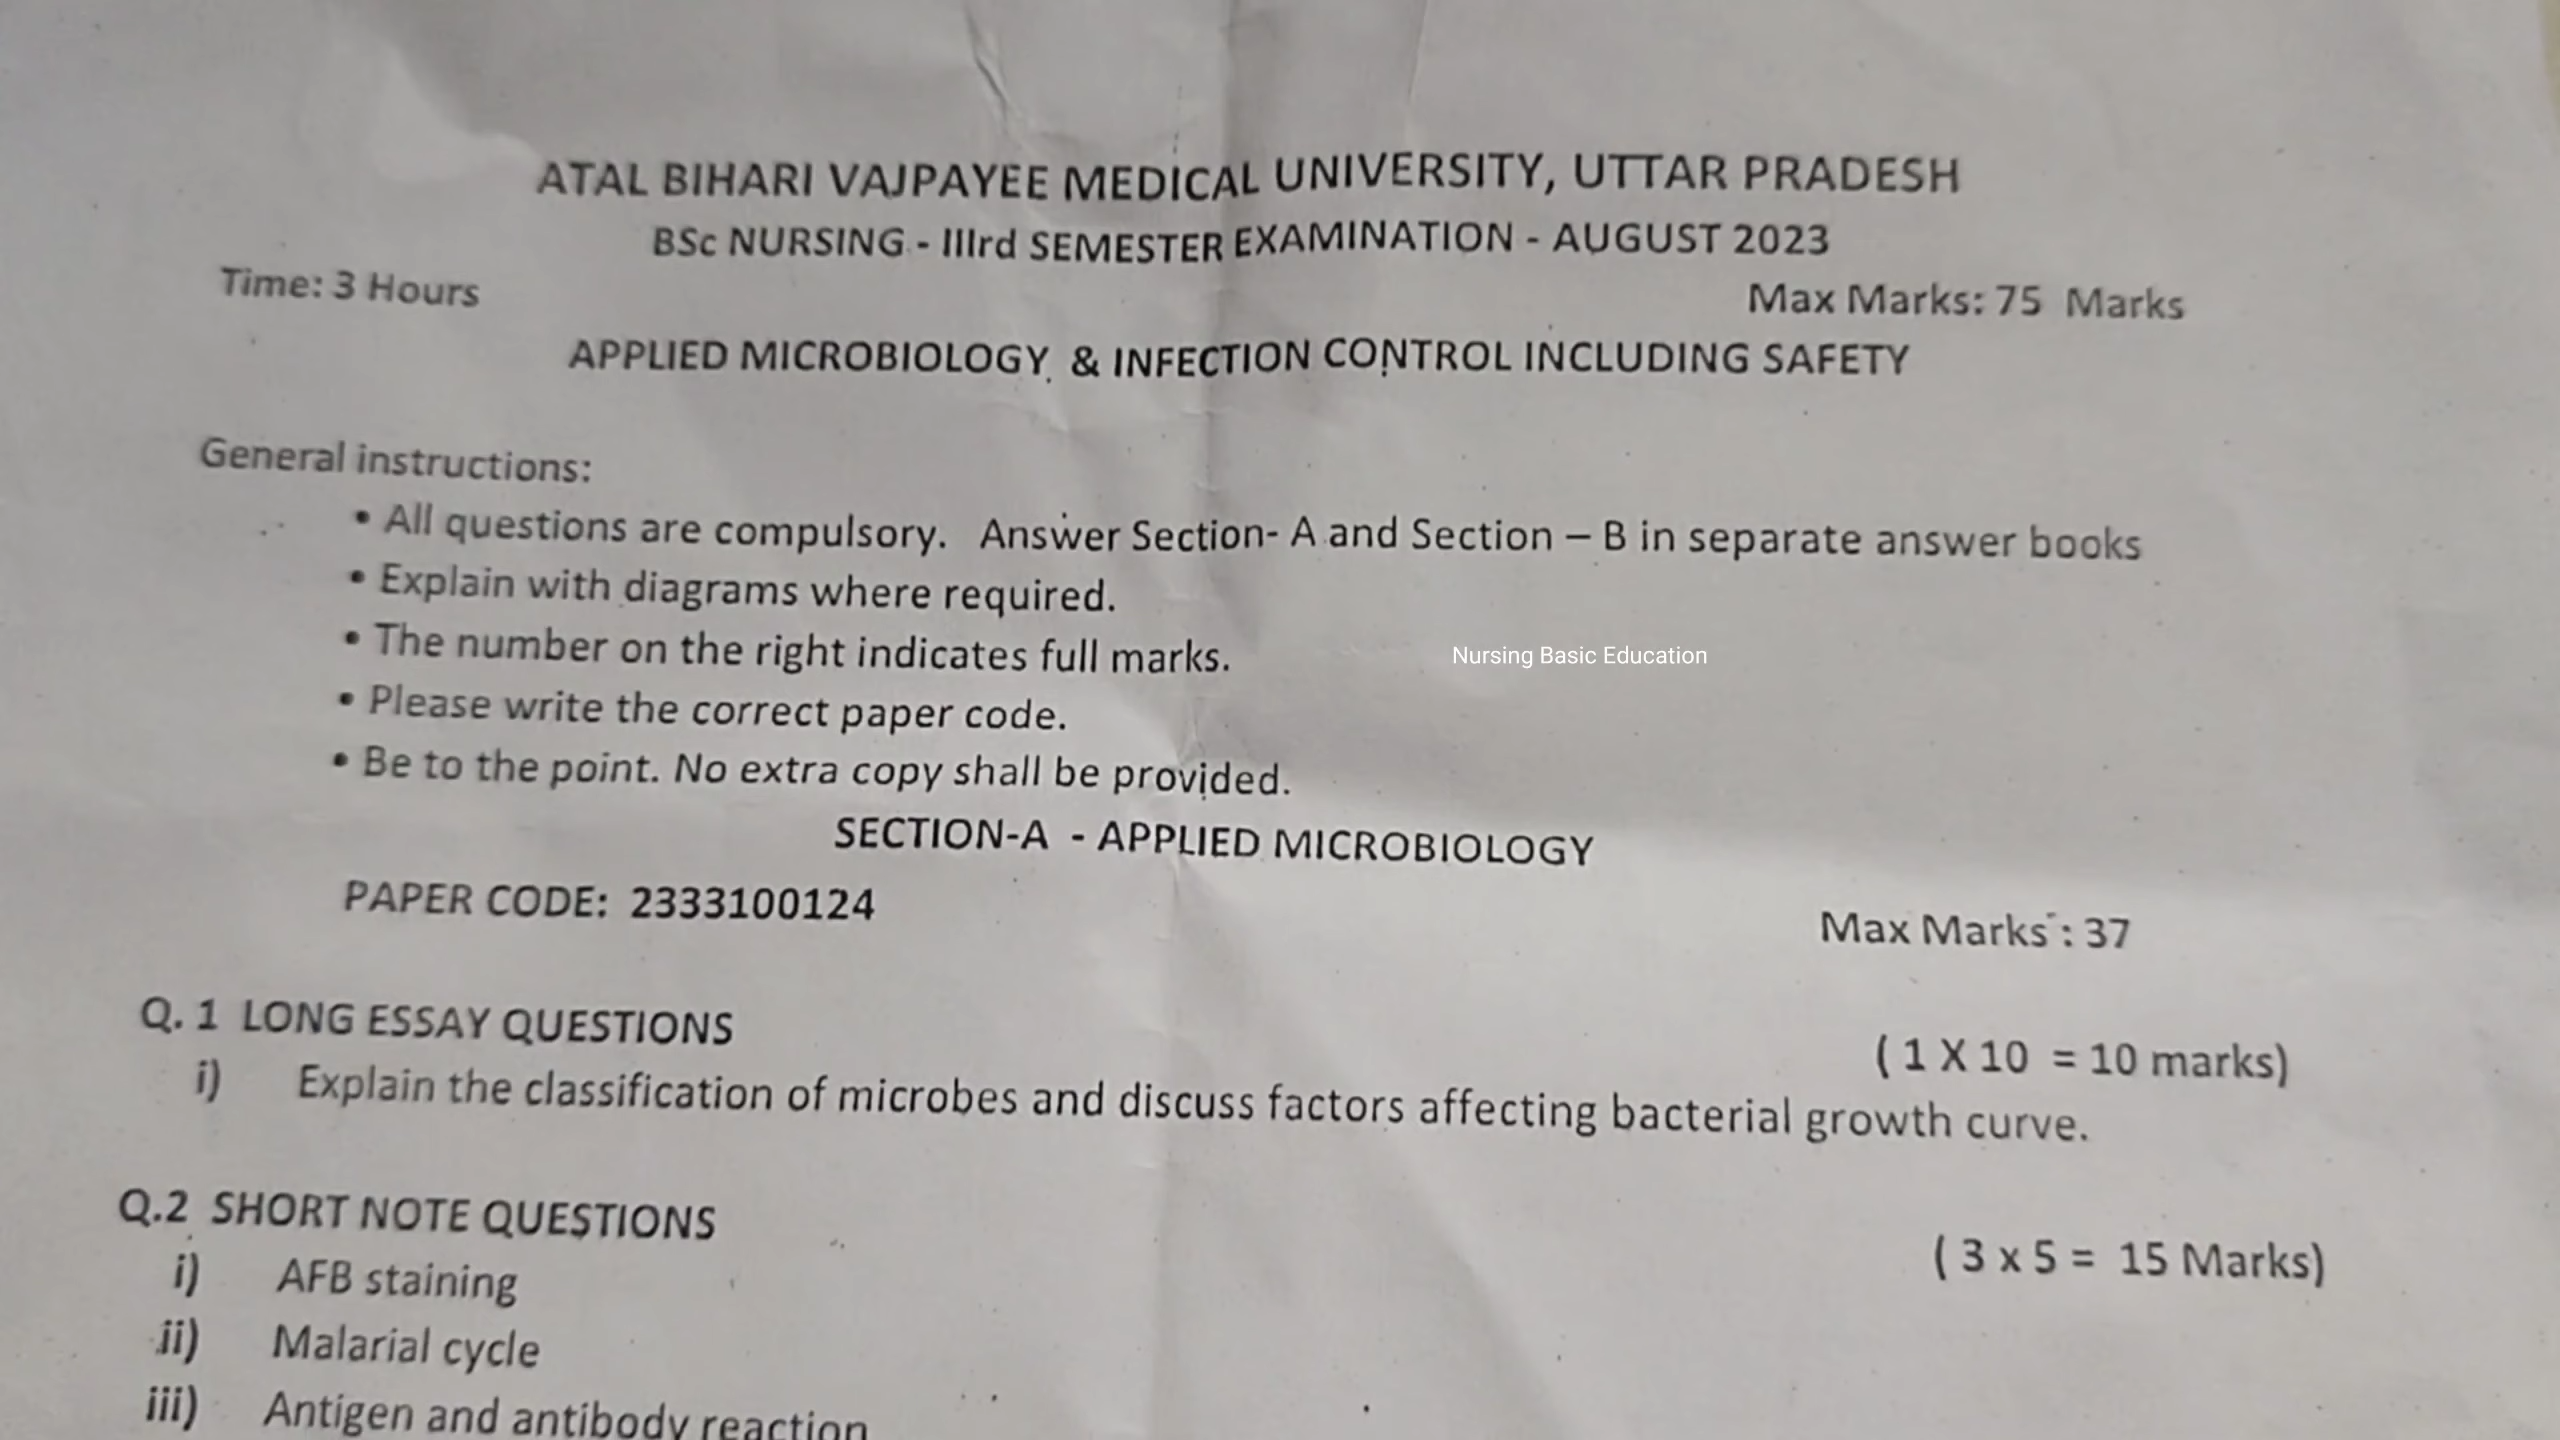 ATAL BIHARI VAJPAYEE MEDICAL UNIVERSITY, UTTAR PRADESH
BSc NURSING - IIIrd SEMESTER EXAMINATION - AUGUST 2023
Time: 3 Hours
Max Marks: 75 Marks
APPLIED MICROBIOLOGY & INFECTION CONTROL INCLUDING SAFETY
General instructions:
• All questions are compulsory. Answer Section- A and Section – B in separate answer books
• Explain with diagrams where required.
• The number on the right indicates full marks.
Nursing Basic Education
• Please write the correct paper code.
• Be to the point. No extra copy shall be provided.
SECTION-A - APPLIED MICROBIOLOGY
PAPER CODE: 2333100124
Max Marks : 37
Q. 1 LONG ESSAY QUESTIONS
( 1 X 10 = 10 marks)
i) Explain the classification of microbes and discuss factors affecting bacterial growth curve.
Q.2 SHORT NOTE QUESTIONS
( 3 x 5 = 15 Marks)
i) AFB staining
ii) Malarial cycle
iii) Antigen and antibody reaction